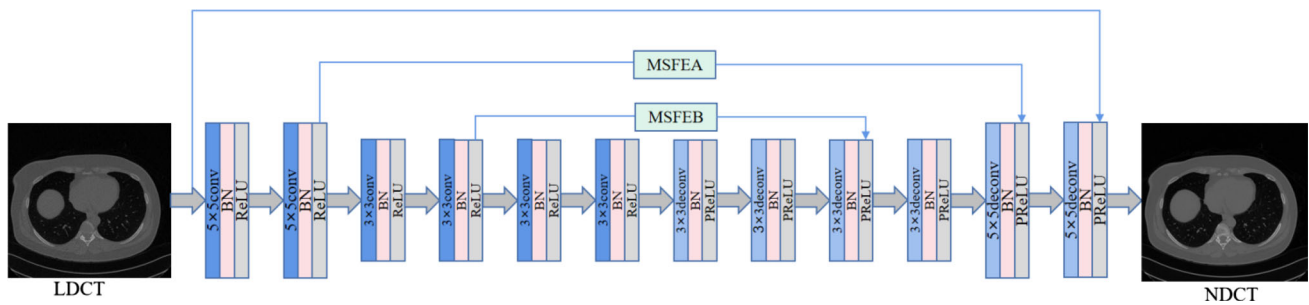 MSFEA
MSFEB
5×5conv
BN
ReLU
5×5conv
BN
ReLU
3×3conv
BN
ReLU
3×3conv
BN
ReLU
3×3conv
BN
ReLU
3×3conv
BN
ReLU
3×3deconv
BN
PReLU
3×3deconv
BN
PReLU
3×3deconv
BN
PReLU
3×3deconv
BN
PReLU
5×5deconv
BN
PReLU
5×5deconv
BN
PReLU
LDCT
NDCT